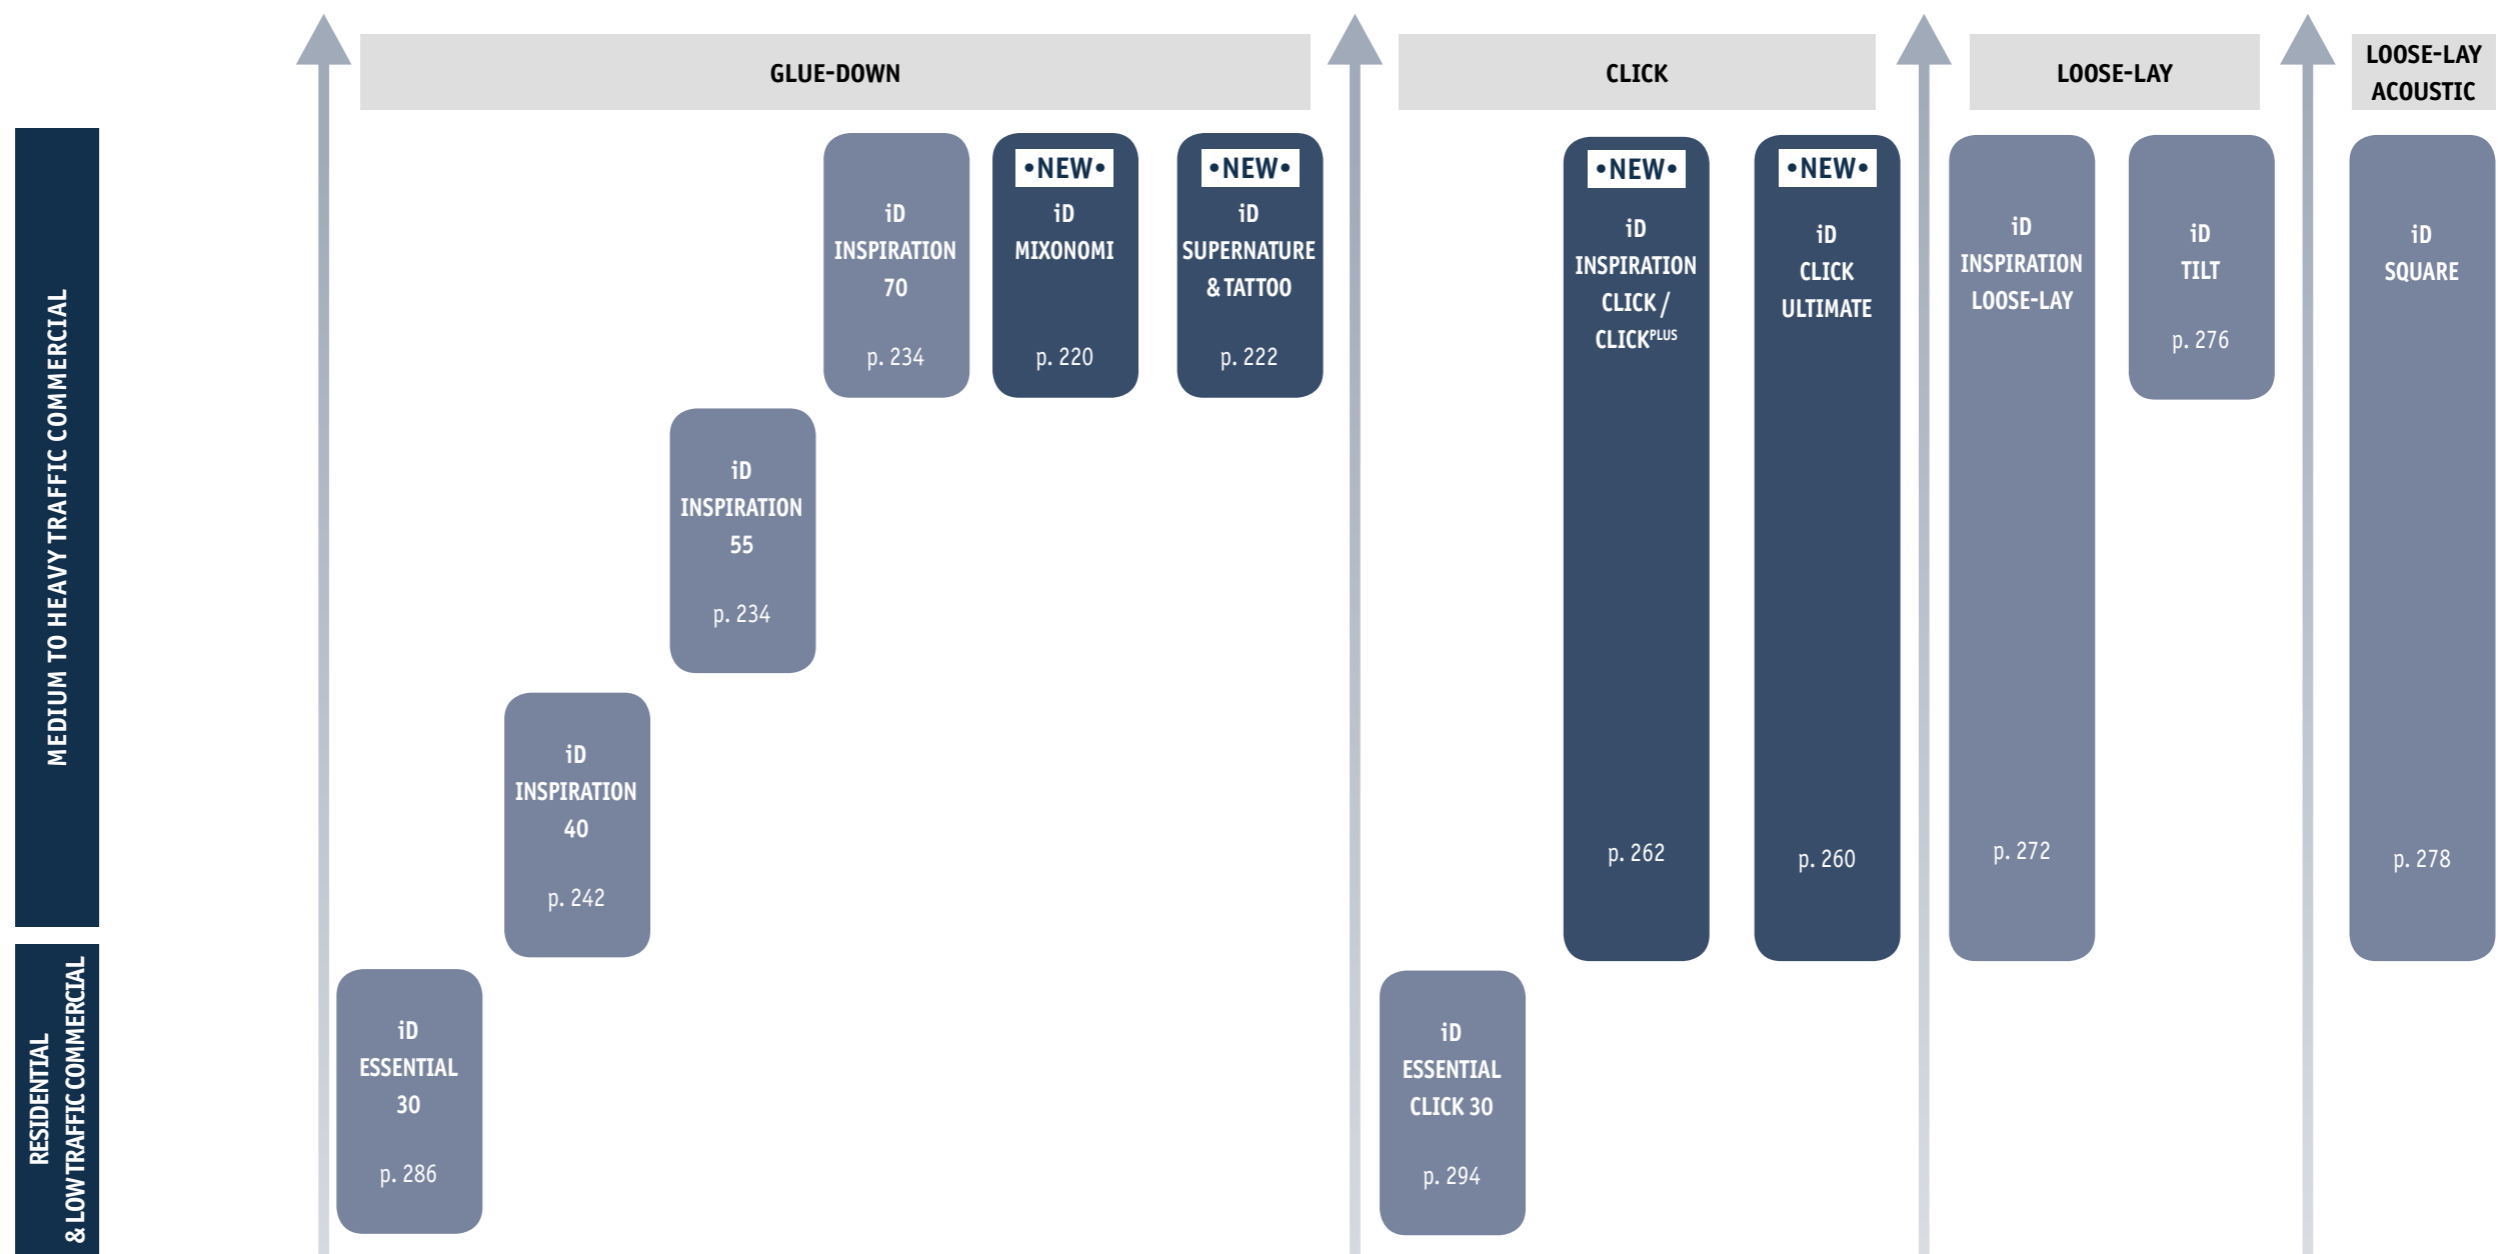 GLUE-DOWN
CLICK
LOOSE-LAY
LOOSE-LAY
ACOUSTIC
MEDIUM TO HEAVY TRAFFIC COMMERCIAL
RESIDENTIAL
& LOW TRAFFIC COMMERCIAL
iD
ESSENTIAL
30
p. 286
iD
INSPIRATION
40
p. 242
iD
INSPIRATION
55
p. 234
iD
INSPIRATION
70
p. 234
•NEW•
iD
MIXONOMI
p. 220
•NEW•
iD
SUPERNATURE
& TATTOO
p. 222
iD
ESSENTIAL
CLICK 30
p. 294
•NEW•
iD
INSPIRATION
CLICK /
CLICKPLUS
p. 262
•NEW•
iD
CLICK
ULTIMATE
p. 260
iD
INSPIRATION
LOOSE-LAY
p. 272
iD
TILT
p. 276
iD
SQUARE
p. 278